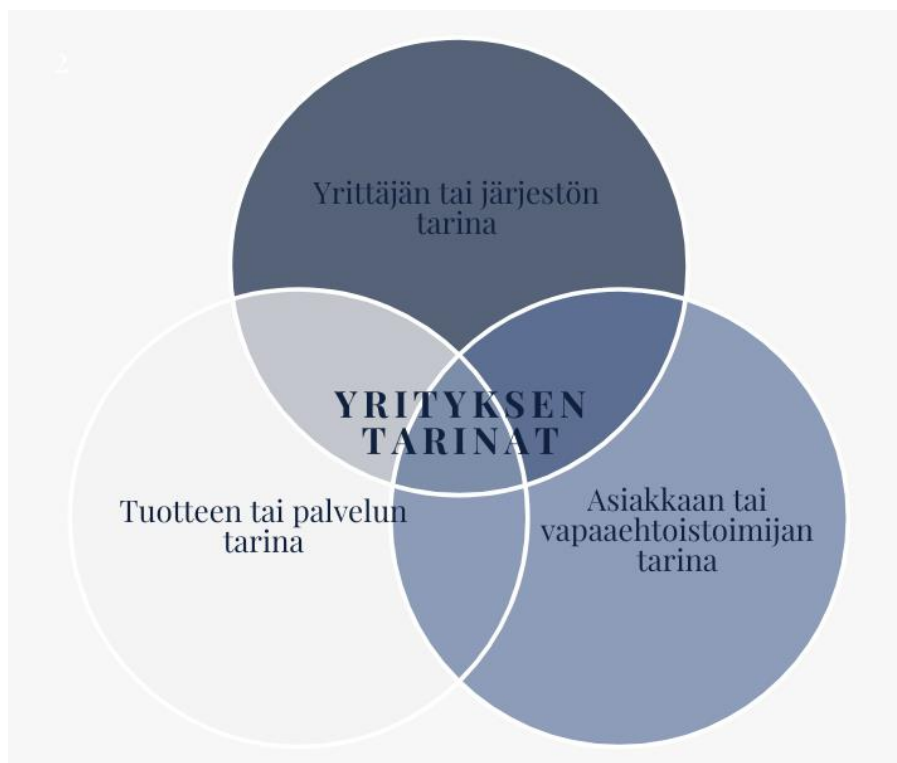 2
Yrittäjän tai järjestön
tarina
YRITYKSEN
TARINAT
Tuotteen tai palvelun
tarina
Asiakkaan tai
vapaaehtoistoimijan
tarina